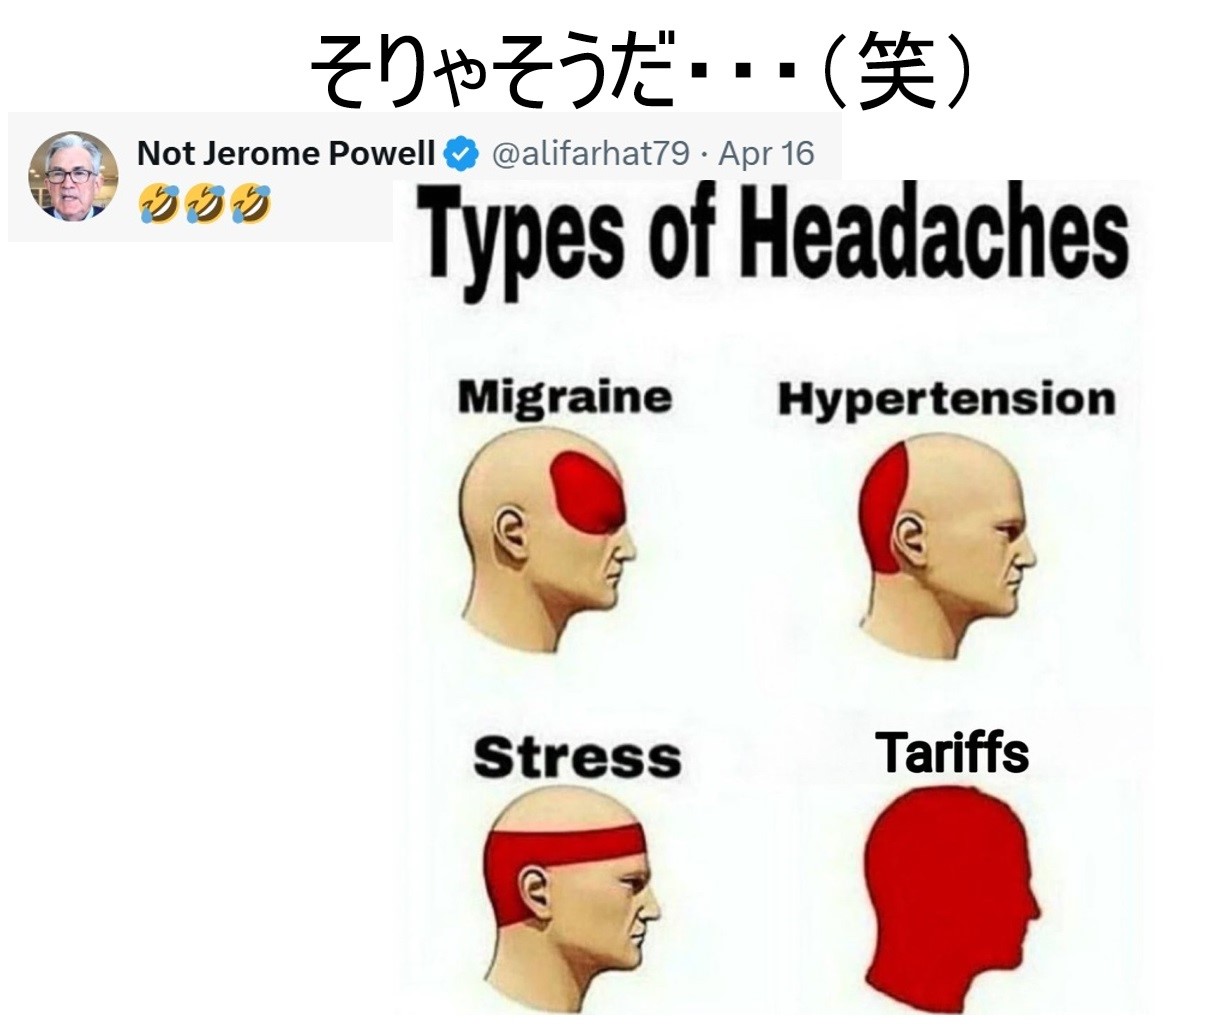 そりゃそうだ・・・（笑）
Not Jerome Powell @alifarhat79 · Apr 16
🤣🤣🤣
Types of Headaches
Migraine
Hypertension
Stress
Tariffs